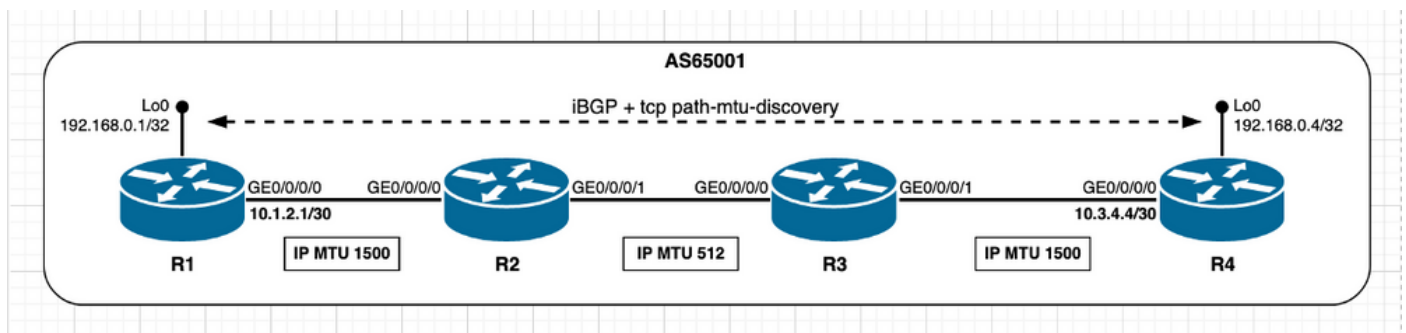 AS65001
iBGP + tcp path-mtu-discovery
Lo0
192.168.0.1/32
Lo0
192.168.0.4/32
GE0/0/0/0
GE0/0/0/0
GE0/0/0/1
GE0/0/0/0
GE0/0/0/1
GE0/0/0/0
10.1.2.1/30
10.3.4.4/30
IP MTU 1500
IP MTU 512
IP MTU 1500
R1
R2
R3
R4